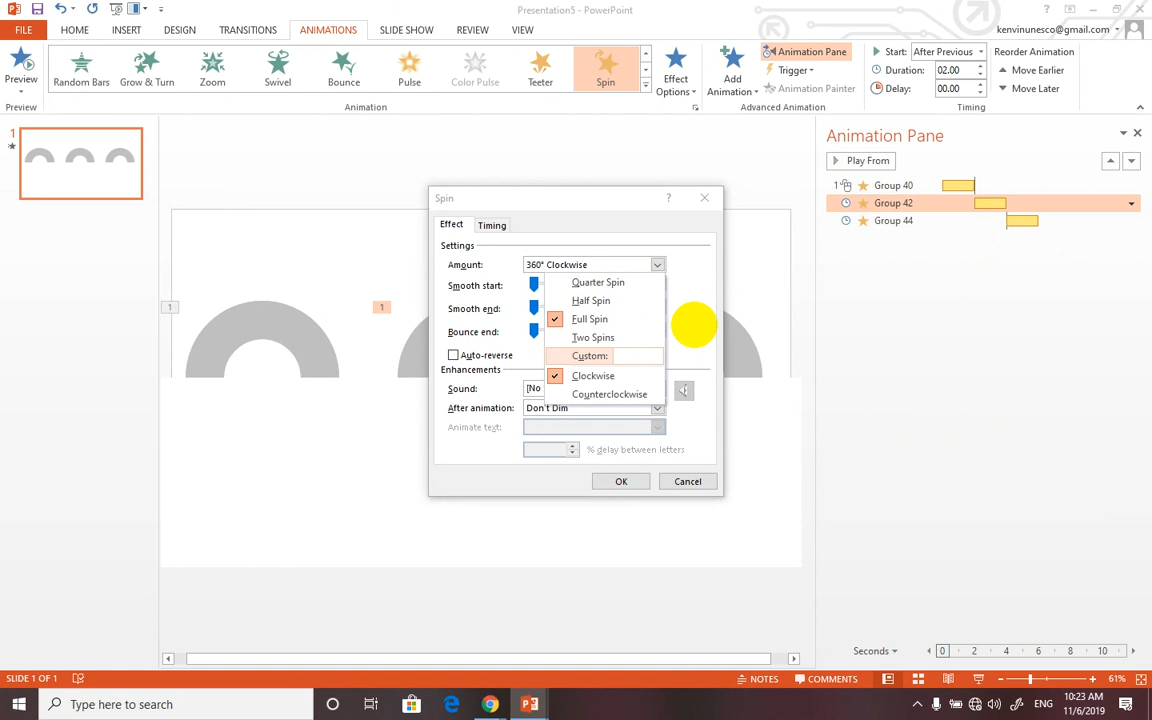 Presentation5 - PowerPoint
?
FILE
HOME
INSERT
DESIGN
TRANSITIONS
ANIMATIONS
SLIDE SHOW
REVIEW
VIEW
kenvinunesco@gmail.com
Preview
Random Bars
Grow & Turn
Zoom
Swivel
Bounce
Pulse
Color Pulse
Teeter
Spin
Effect
Options
Add
Animation
Animation Pane
Trigger
Animation Painter
Start: After Previous
Duration: 02.00
Delay: 00.00
Reorder Animation
Move Earlier
Move Later
Preview
Animation
Advanced Animation
Timing
1
Animation Pane
Play From
1 Group 40
Group 42
Group 44
1
1
Spin
?
Effect
Timing
Settings
Amount: 360° Clockwise
Smooth start:
Smooth end:
Bounce end:
Auto-reverse
Quarter Spin
Half Spin
Full Spin
Two Spins
Custom:
Clockwise
Counterclockwise
Enhancements
Sound: [No
After animation: Don't Dim
Animate text:
% delay between letters
OK
Cancel
Seconds
0 2 4 6 8 10
SLIDE 1 OF 1
NOTES
COMMENTS
61%
Type here to search
ENG
10:23 AM
11/6/2019